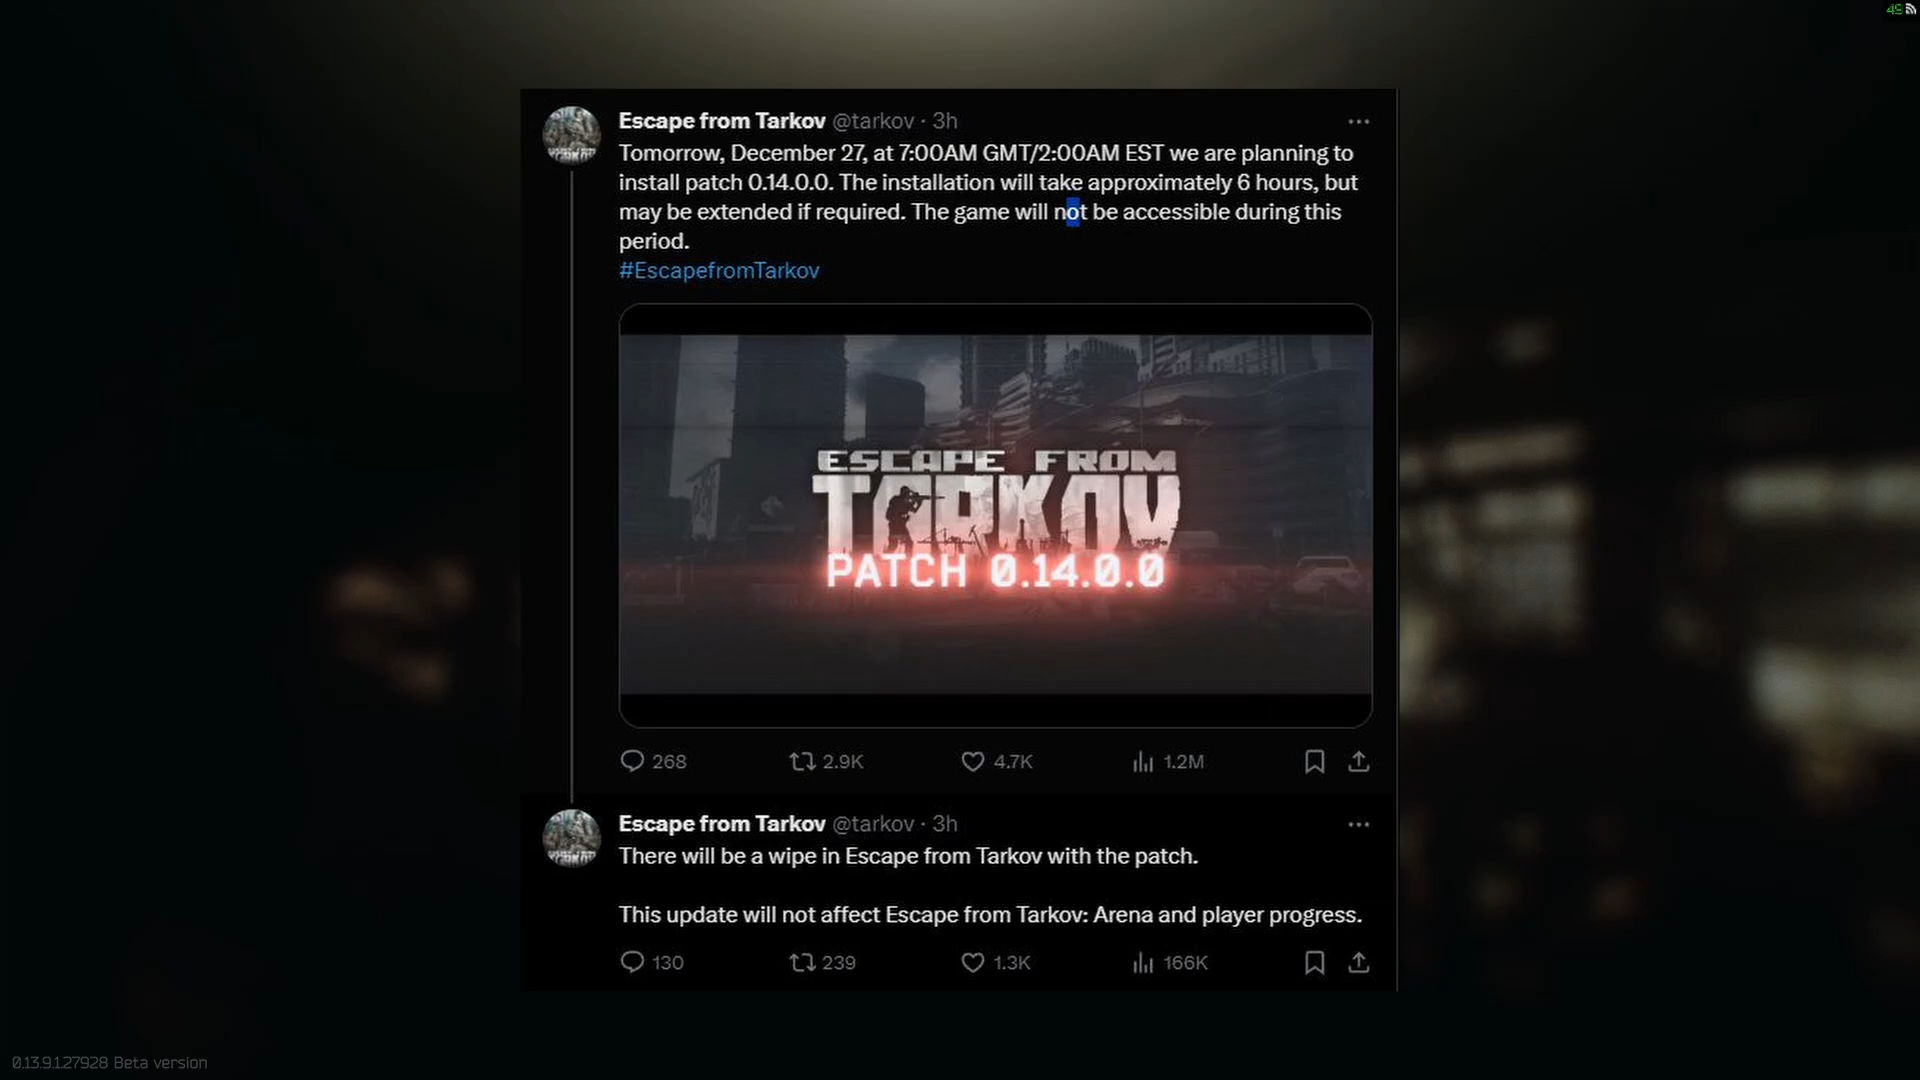 49
Escape from Tarkov @tarkov · 3h
Tomorrow, December 27, at 7:00AM GMT/2:00AM EST we are planning to
install patch 0.14.0.0. The installation will take approximately 6 hours, but
may be extended if required. The game will not be accessible during this
period.
#EscapefromTarkov
ESCAPE FROM
TARKOV
PATCH 0.14.0.0
268 2.9K 4.7K 1.2M
Escape from Tarkov @tarkov · 3h
There will be a wipe in Escape from Tarkov with the patch.
This update will not affect Escape from Tarkov: Arena and player progress.
130 239 1.3K 166K
0.13.9.1.27928 Beta version